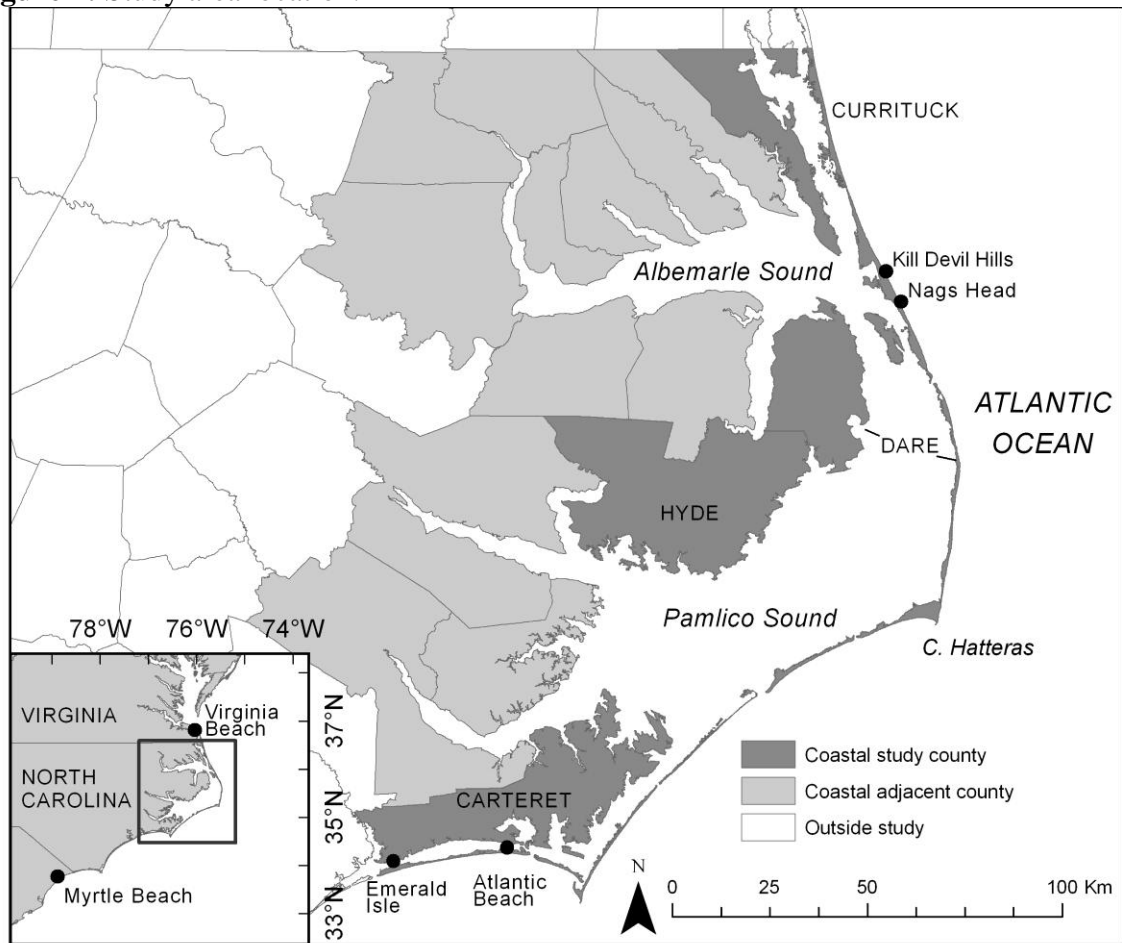 CURRITUCK
Kill Devil Hills
Albemarle Sound
Nags Head
ATLANTIC
OCEAN
DARE
HYDE
Pamlico Sound
C. Hatteras
78°W 76°W 74°W
VIRGINIA
Virginia
Beach
NORTH
CAROLINA
Myrtle Beach
37°N
35°N
33°N
CARTERET
Emerald
Isle
Atlantic
Beach
Coastal study county
Coastal adjacent county
Outside study
N
0 25 50 100 Km